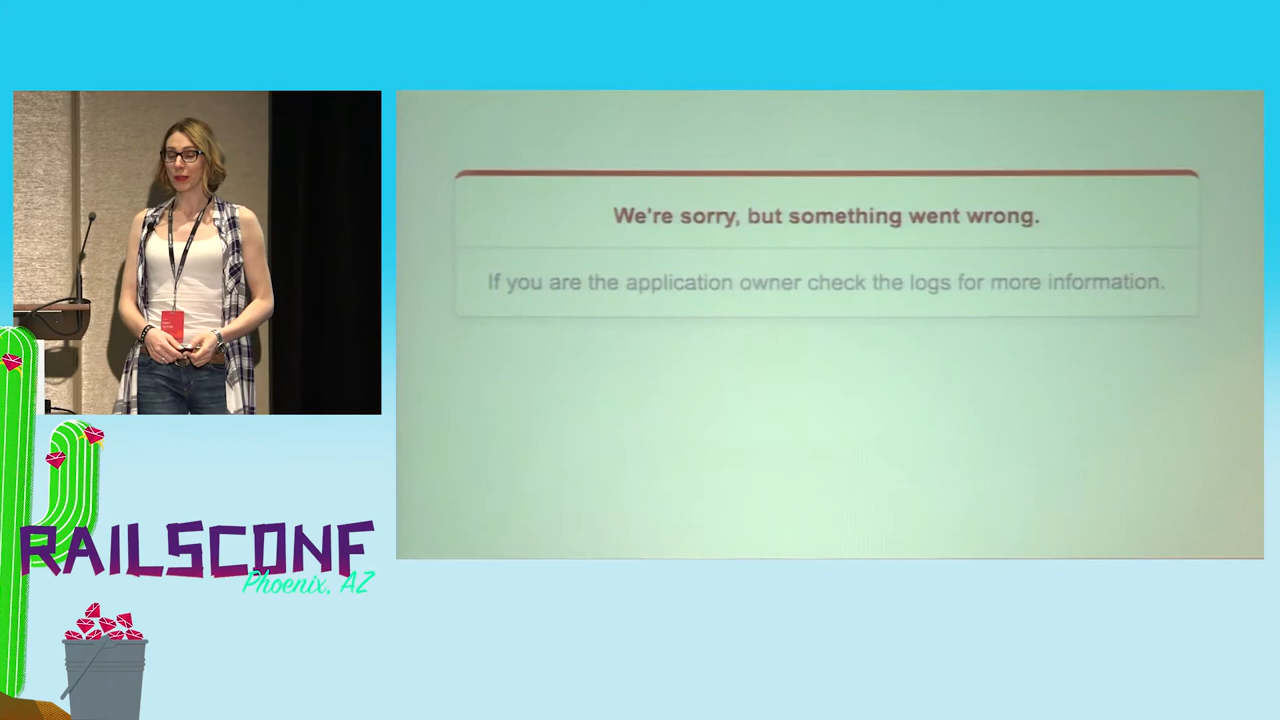 We're sorry, but something went wrong.
If you are the application owner check the logs for more information.
RAILSCONF
Phoenix, AZ